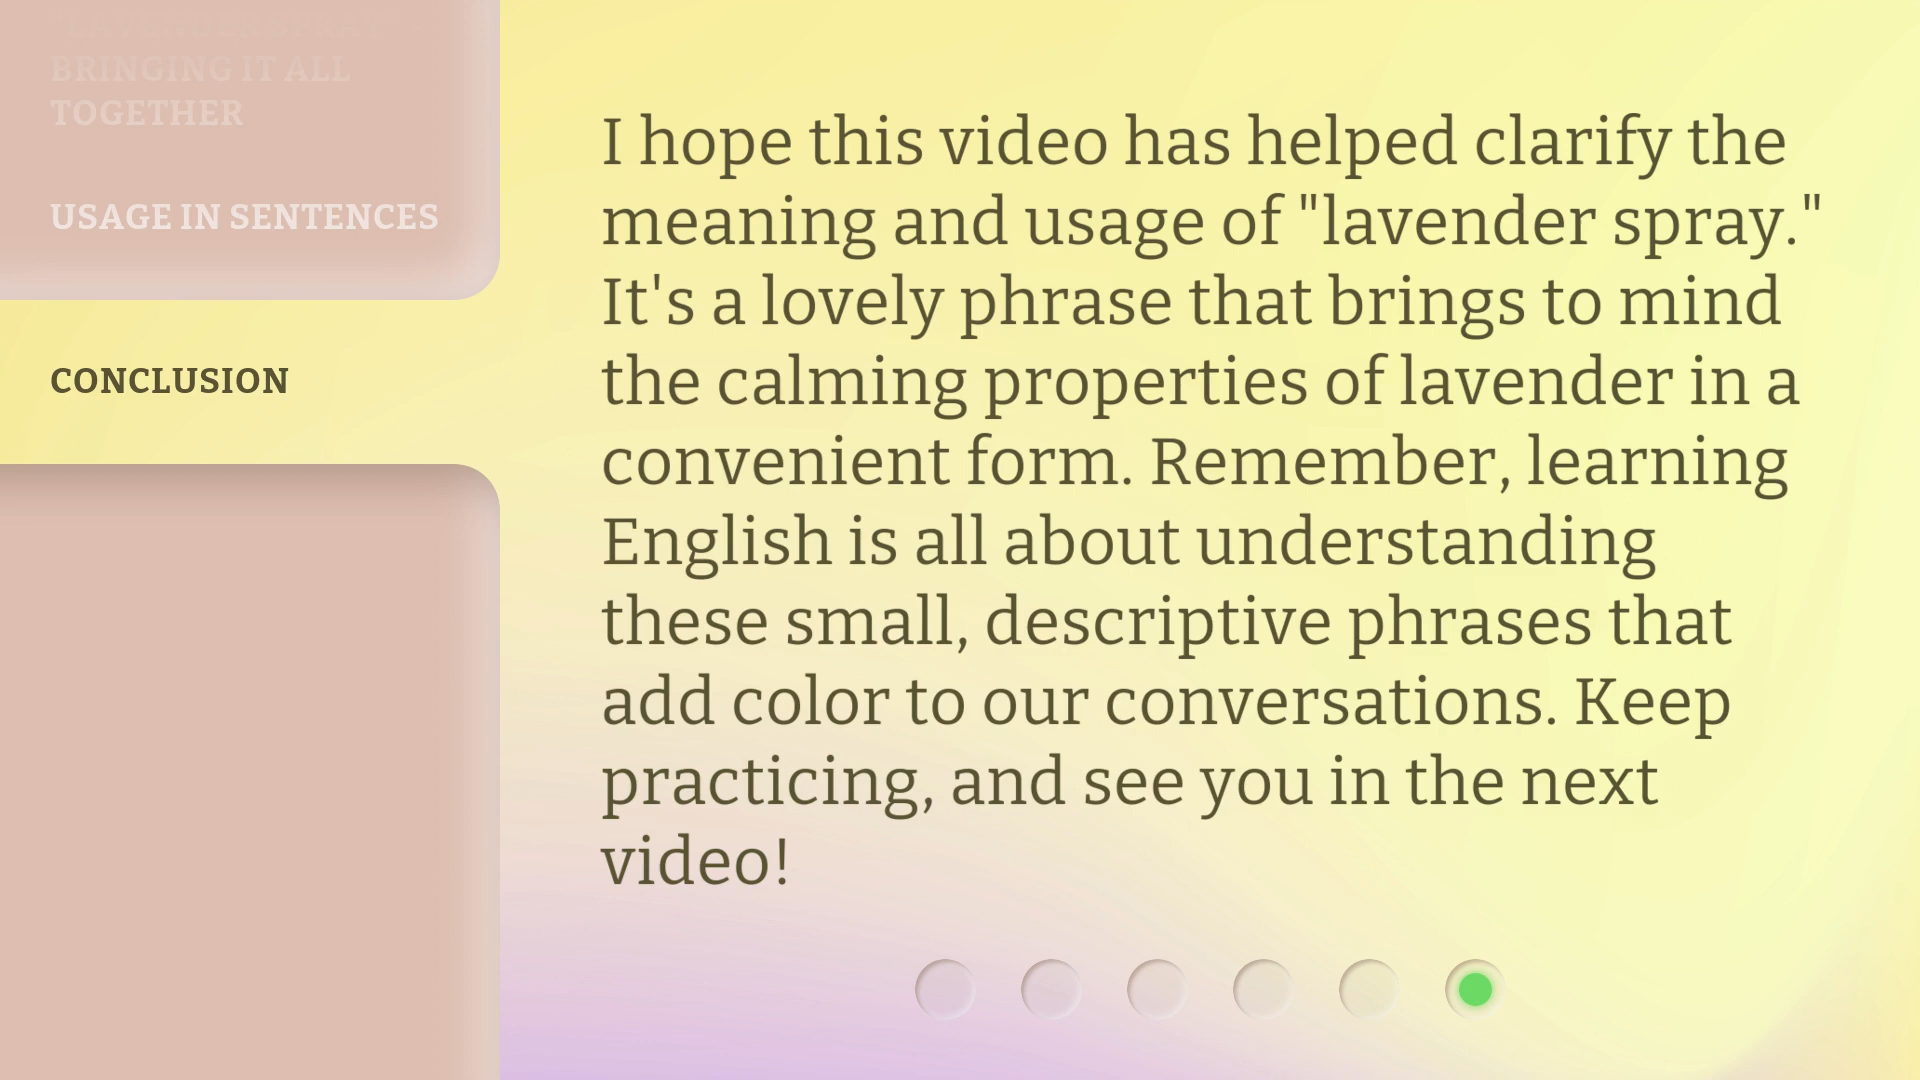 LAVENDER SPRAY -
BRINGING IT ALL
TOGETHER
USAGE IN SENTENCES
CONCLUSION
I hope this video has helped clarify the
meaning and usage of "lavender spray."
It's a lovely phrase that brings to mind
the calming properties of lavender in a
convenient form. Remember, learning
English is all about understanding
these small, descriptive phrases that
add color to our conversations. Keep
practicing, and see you in the next
video!